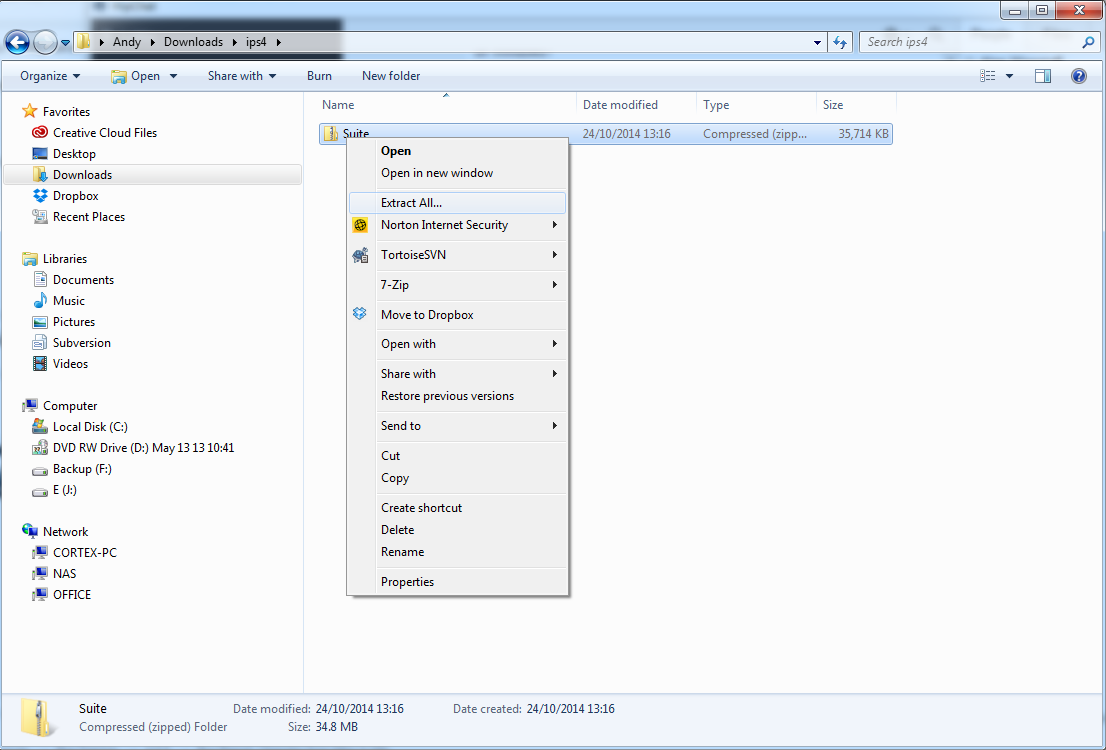 Andy Downloads ips4
Search ips4
Organize Open Share with Burn New folder
Name Date modified Type Size
Suite 24/10/2014 13:16 Compressed (zipp... 35,714 KB
Favorites
Creative Cloud Files
Desktop
Downloads
Dropbox
Recent Places
Libraries
Documents
Music
Pictures
Subversion
Videos
Computer
Local Disk (C:)
DVD RW Drive (D:) May 13 13 10:41
Backup (F:)
E (J:)
Network
CORTEX-PC
NAS
OFFICE
Open
Open in new window
Extract All...
Norton Internet Security
TortoiseSVN
7-Zip
Move to Dropbox
Open with
Share with
Restore previous versions
Send to
Cut
Copy
Create shortcut
Delete
Rename
Properties
Suite Date modified: 24/10/2014 13:16 Date created: 24/10/2014 13:16
Compressed (zipped) Folder Size: 34.8 MB